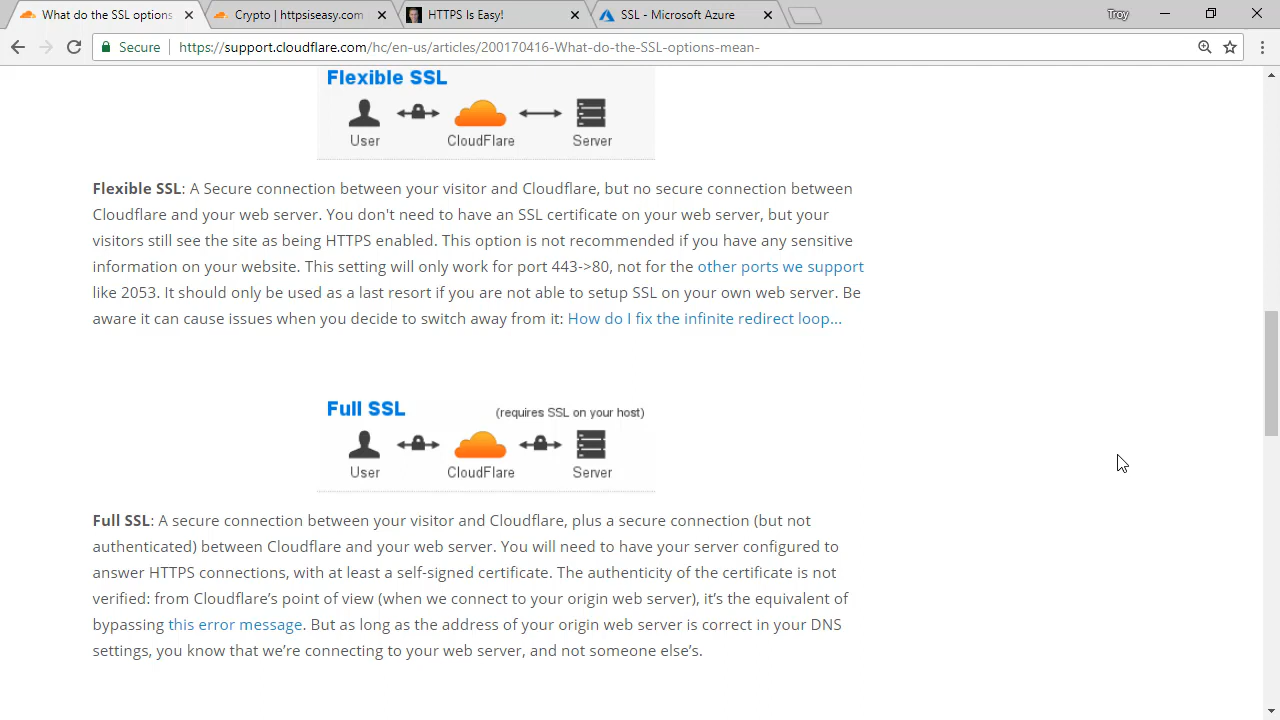 What do the SSL options
Crypto | httpsiseasy.com
HTTPS Is Easy!
SSL - Microsoft Azure
Troy
Secure
https://support.cloudflare.com/hc/en-us/articles/200170416-What-do-the-SSL-options-mean-
Flexible SSL
User
CloudFlare
Server
Flexible SSL: A Secure connection between your visitor and Cloudflare, but no secure connection between
Cloudflare and your web server. You don't need to have an SSL certificate on your web server, but your
visitors still see the site as being HTTPS enabled. This option is not recommended if you have any sensitive
information on your website. This setting will only work for port 443->80, not for the other ports we support
like 2053. It should only be used as a last resort if you are not able to setup SSL on your own web server. Be
aware it can cause issues when you decide to switch away from it: How do I fix the infinite redirect loop...
Full SSL
(requires SSL on your host)
User
CloudFlare
Server
Full SSL: A secure connection between your visitor and Cloudflare, plus a secure connection (but not
authenticated) between Cloudflare and your web server. You will need to have your server configured to
answer HTTPS connections, with at least a self-signed certificate. The authenticity of the certificate is not
verified: from Cloudflare’s point of view (when we connect to your origin web server), it’s the equivalent of
bypassing this error message. But as long as the address of your origin web server is correct in your DNS
settings, you know that we’re connecting to your web server, and not someone else’s.